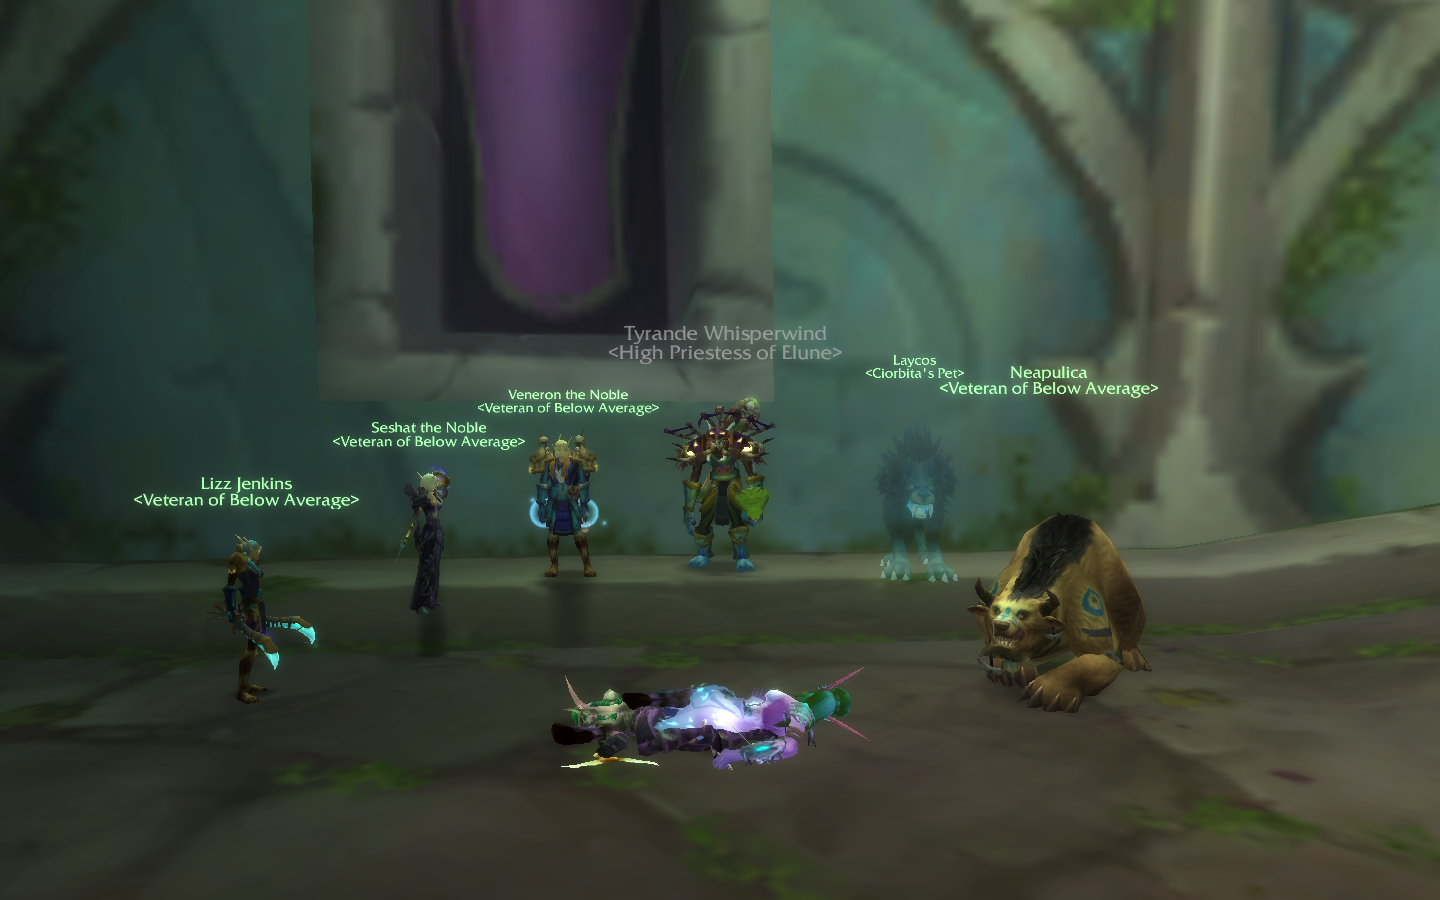 Tyrande Whisperwind
<High Priestess of Elune>
Laycos
<Ciorbita's Pet>
Neapulica
<Veteran of Below Average>
Veneron the Noble
<Veteran of Below Average>
Seshat the Noble
<Veteran of Below Average>
Lizz Jenkins
<Veteran of Below Average>